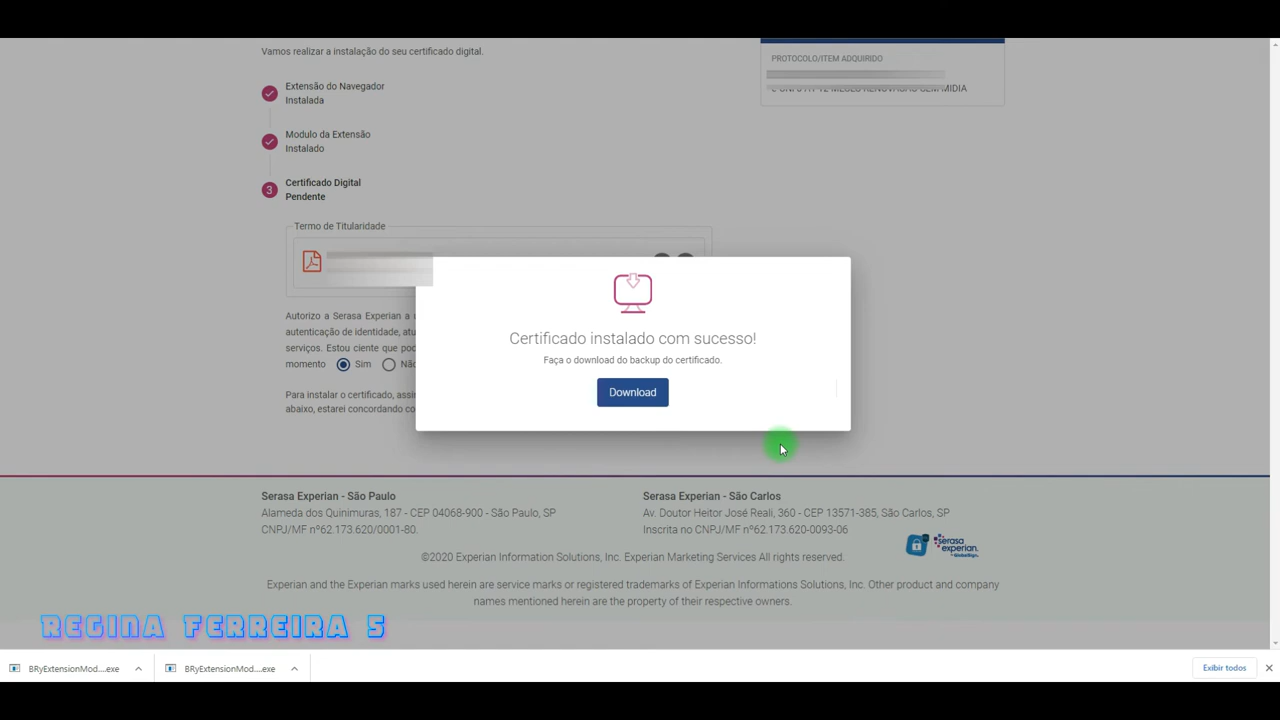 Vamos realizar a instalação do seu certificado digital.
PROTOCOLO/ITEM ADQUIRIDO
12 MESES RENOVACAO SEM MIDIA
Extensão do Navegador
Instalada
Modulo da Extensão
Instalado
3
Certificado Digital
Pendente
Termo de Titularidade
Certificado instalado com sucesso!
Faça o download do backup do certificado.
Download
Autorizo a Serasa Experian a
autenticação de identidade,
serviços. Estou ciente que
momento Sim Não
Para instalar o certificado,
abaixo, estarei concordando
Serasa Experian - São Paulo
Alameda dos Quinimuras, 187 - CEP 04068-900 - São Paulo, SP
CNPJ/MF nº62.173.620/0001-80.
Serasa Experian - São Carlos
Av. Doutor Heitor José Reali, 360 - CEP 13571-385, São Carlos, SP
Inscrita no CNPJ/MF nº62.173.620-0093-06
serasa
experian.
©2020 Experian Information Solutions, Inc. Experian Marketing Services All rights reserved.
Experian and the Experian marks used herein are service marks or registered trademarks of Experian Informations Solutions, Inc. Other product and company
names mentioned herein are the property of their respective owners.
REGINA FERREIRA S
BRyExtensionMod....exe
BRyExtensionMod....exe
Exibir todos